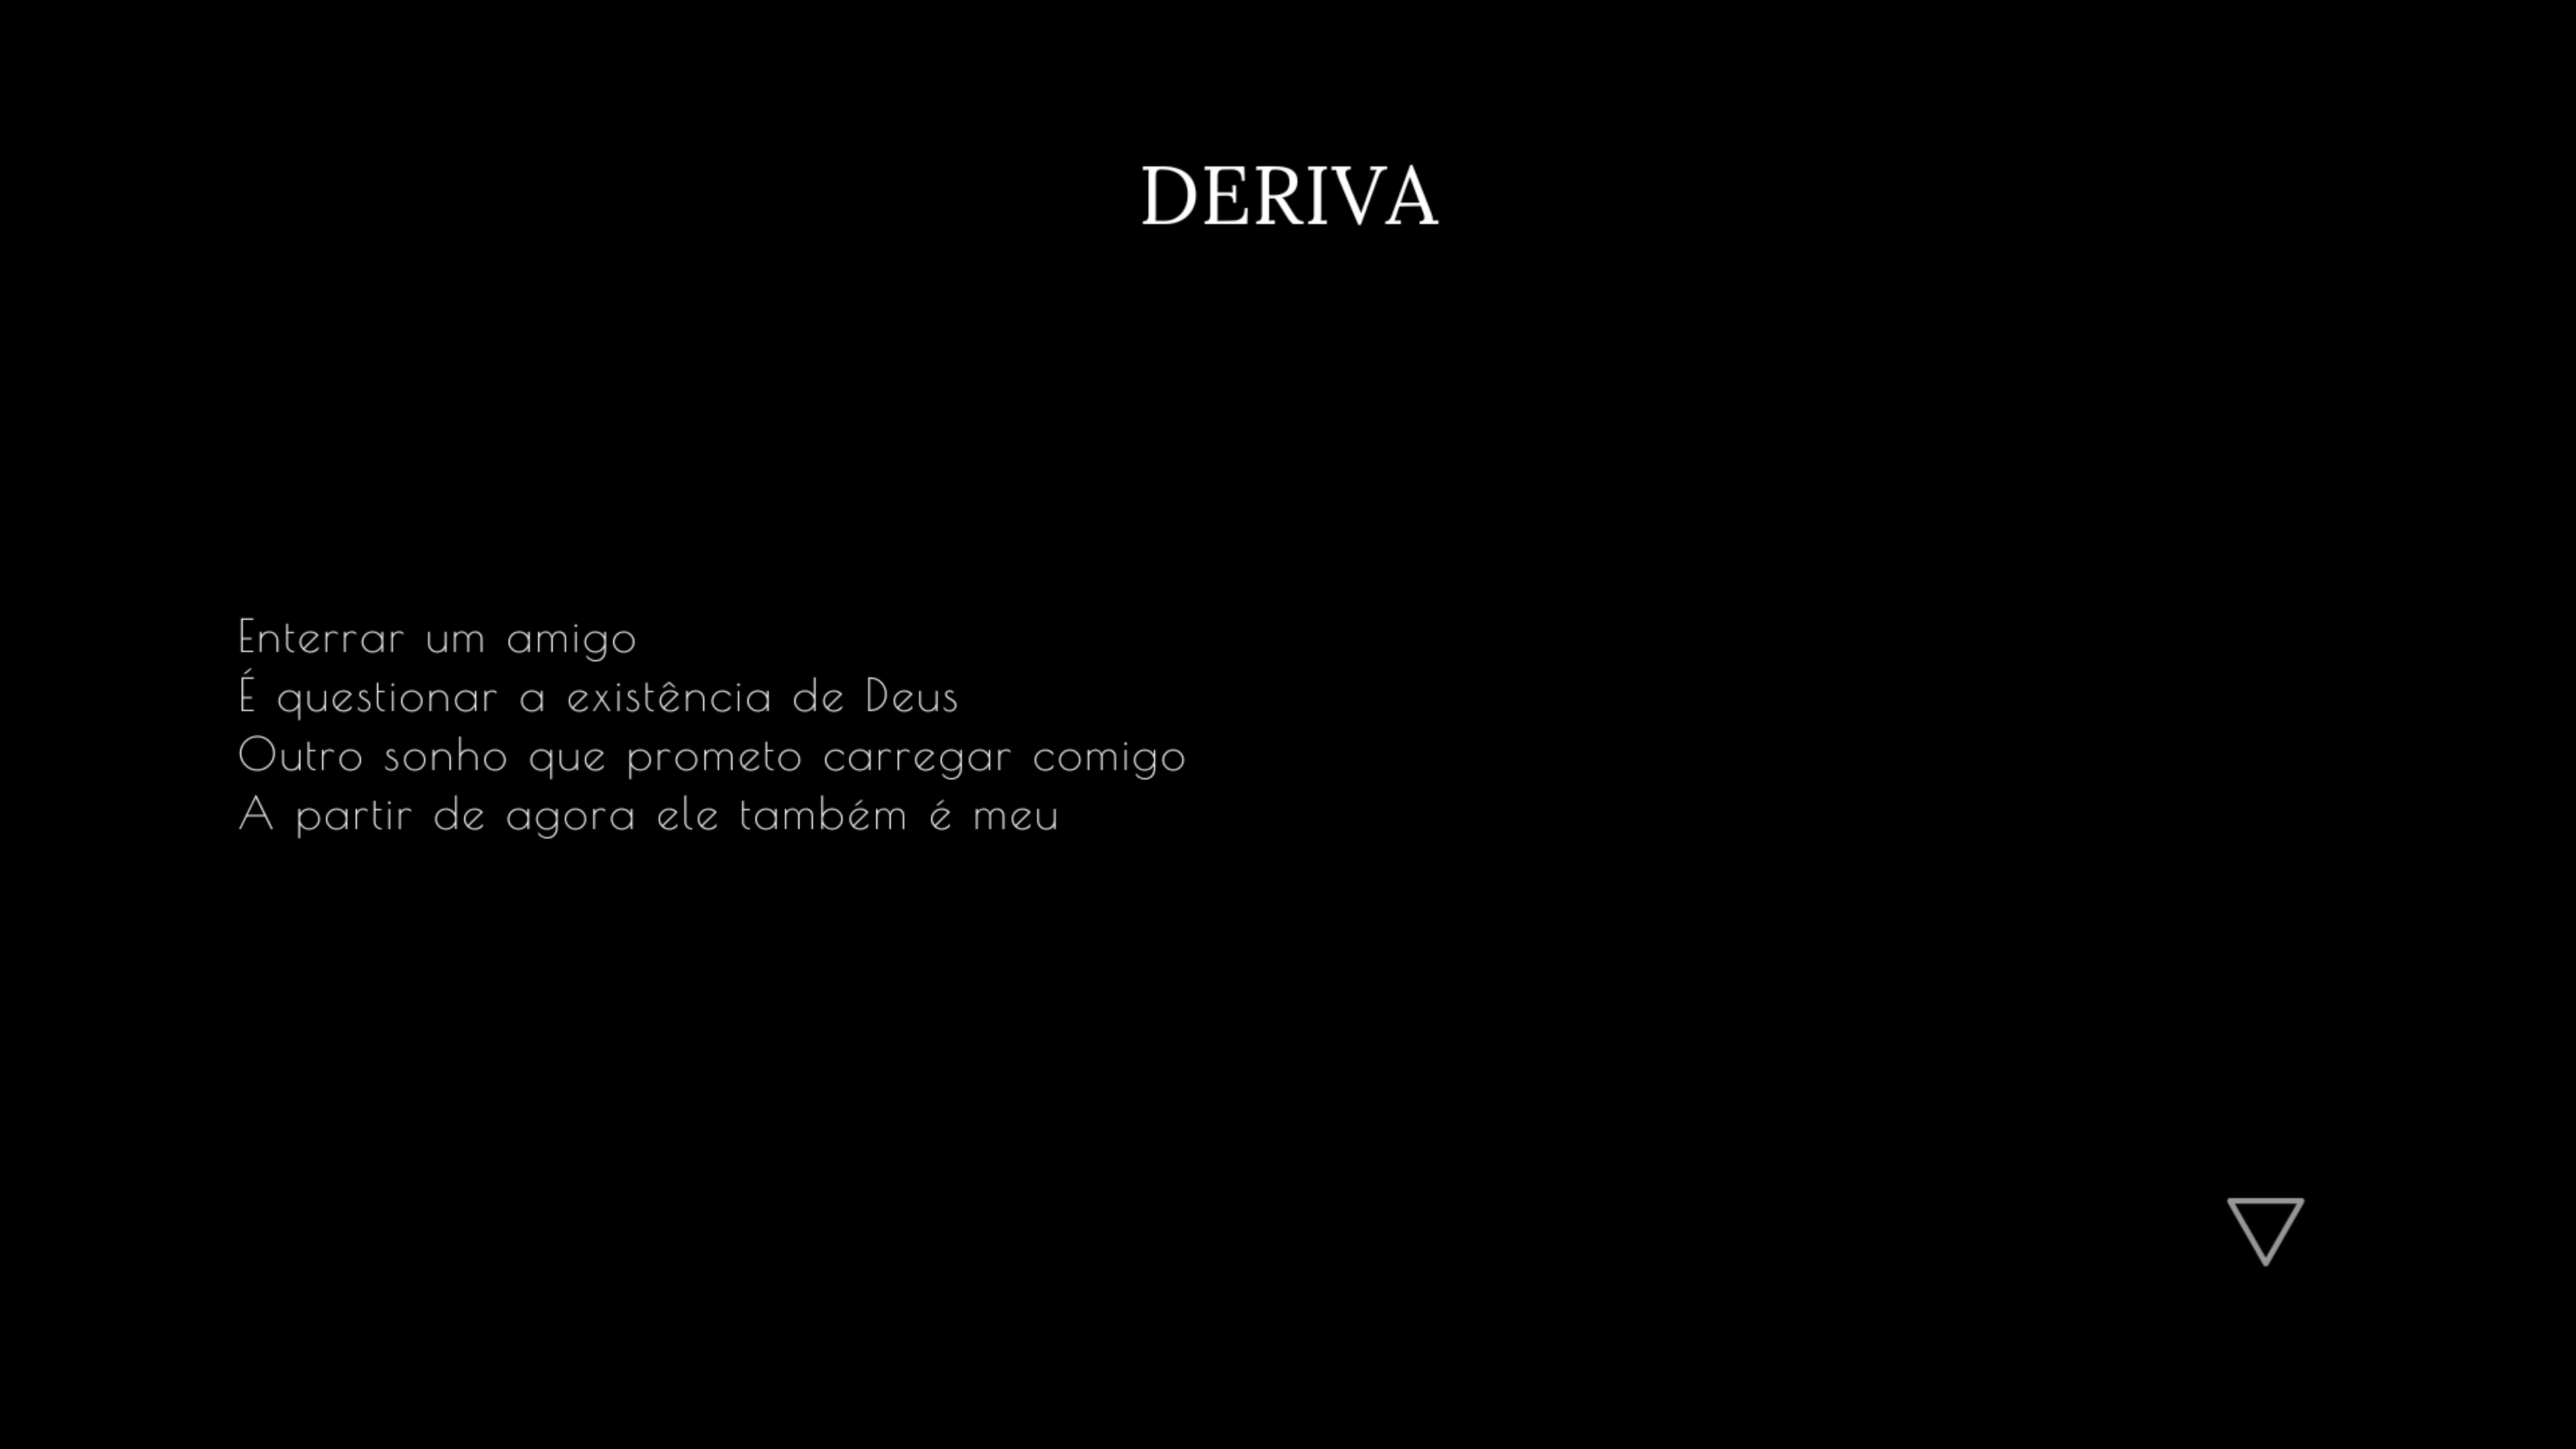 DERIVA
Enterrar um amigo
É questionar a existência de Deus
Outro sonho que prometo carregar comigo
A partir de agora ele também é meu